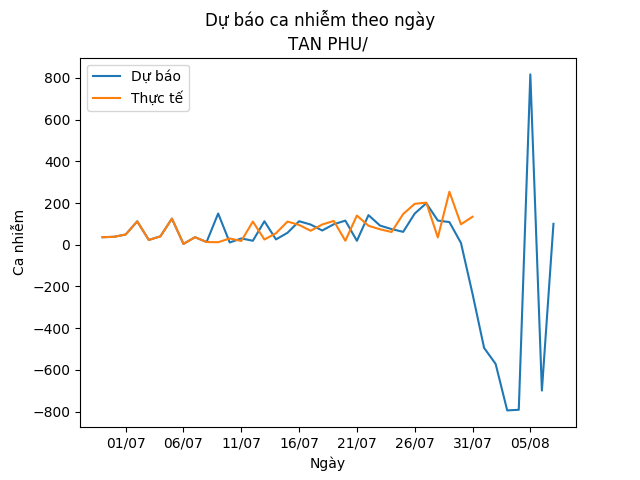 Dự báo ca nhiễm theo ngày
TAN PHU/
Dự báo
Thực tế
Ca nhiễm
800
600
400
200
0
−200
−400
−600
−800
01/07 06/07 11/07 16/07 21/07 26/07 31/07 05/08
Ngày